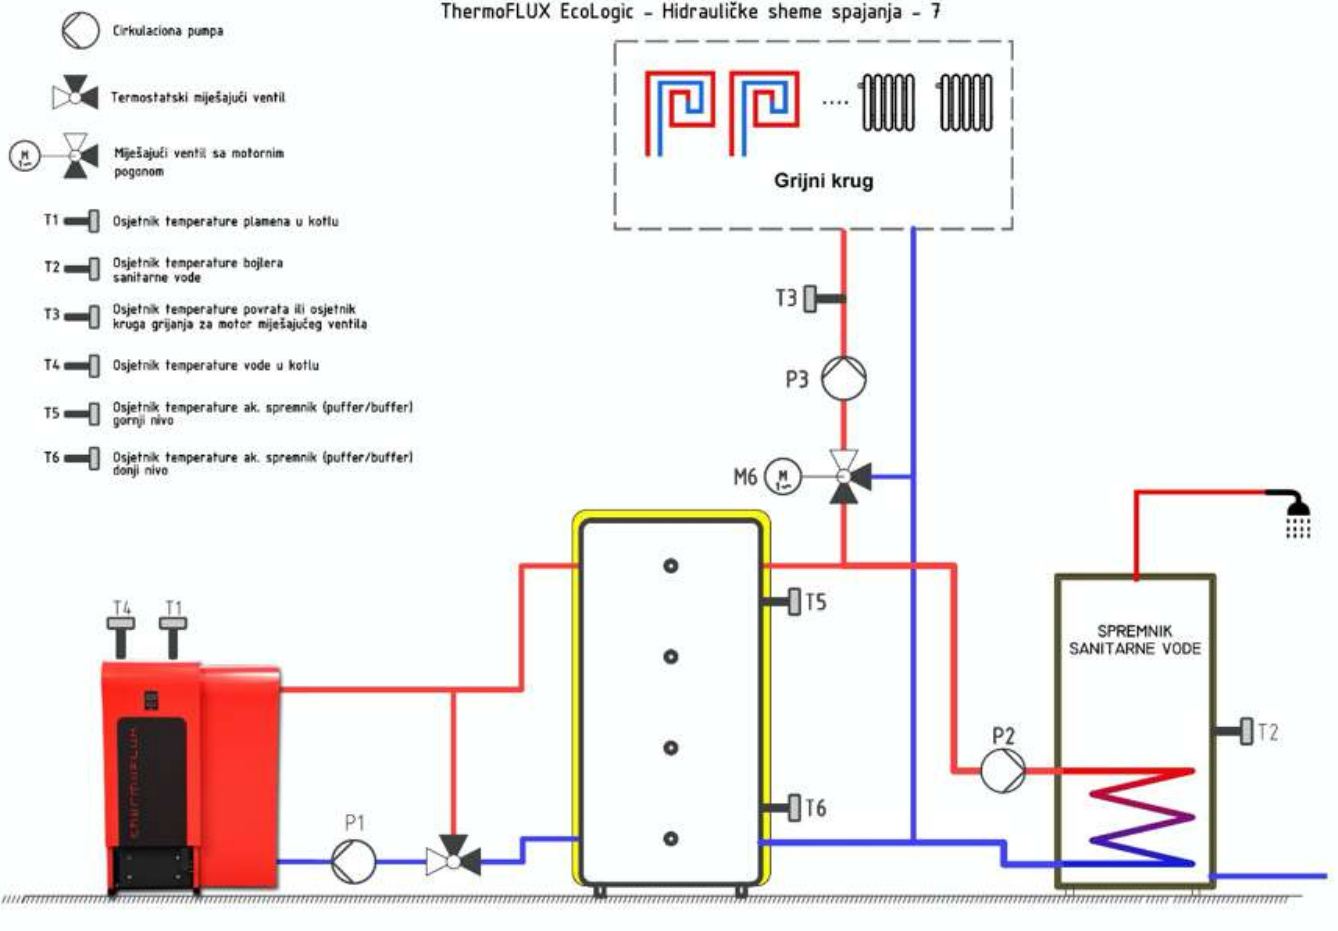 ThermoFLUX EcoLogic - Hidrauličke sheme spajanja - 7
Cirkulaciona pumpa
Termostatski miješajući ventil
M
1~
Miješajući ventil sa motornim
pogonom
T1 Osjetnik temperature plamena u kotlu
T2 Osjetnik temperature bojlera
sanitarne vode
T3 Osjetnik temperature povrata ili osjetnik
kruga grijanja za motor miješajućeg ventila
T4 Osjetnik temperature vode u kotlu
T5 Osjetnik temperature ak. spremnik (puffer/buffer)
gornji nivo
T6 Osjetnik temperature ak. spremnik (puffer/buffer)
donji nivo
....
Grijni krug
T3
P3
M6
M
1~
T4 T1
T5
SPREMNIK
SANITARNE VODE
P2
T2
T6
P1
thermoFLUX